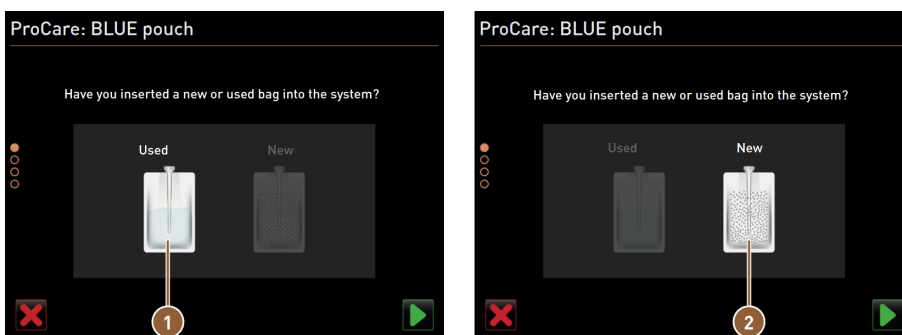 ProCare: BLUE pouch
Have you inserted a new or used bag into the system?
Used New
1
ProCare: BLUE pouch
Have you inserted a new or used bag into the system?
Used New
2